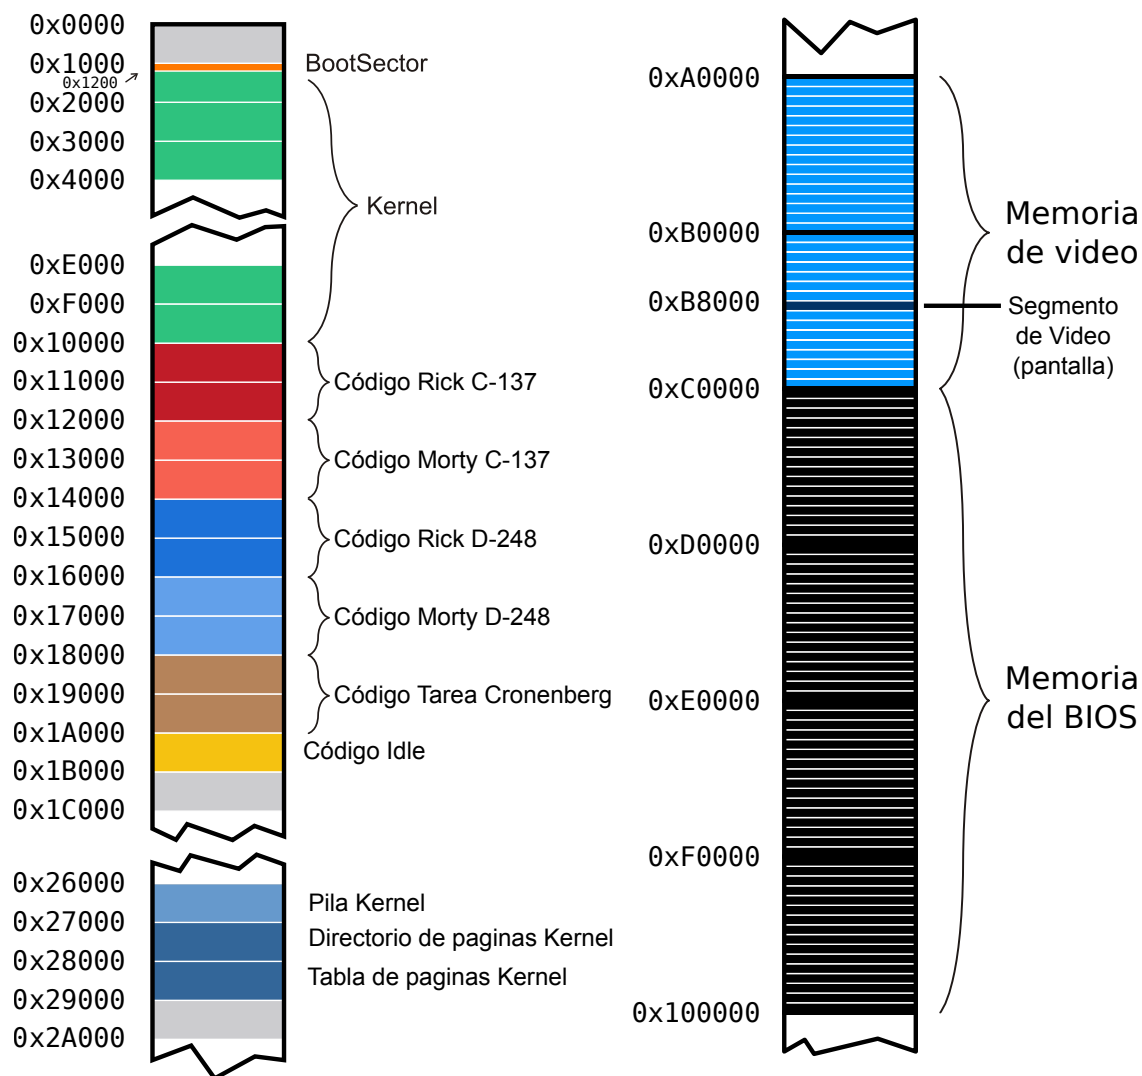 0x0000
0x1000
BootSector
0x1200
0x2000
0x3000
0x4000
Kernel
0xE000
0xF000
0x10000
0x11000
Código Rick C-137
0x12000
0x13000
Código Morty C-137
0x14000
0x15000
Código Rick D-248
0x16000
0x17000
Código Morty D-248
0x18000
0x19000
Código Tarea Cronenberg
0x1A000
Código Idle
0x1B000
0x1C000
0x26000
Pila Kernel
0x27000
Directorio de paginas Kernel
0x28000
Tabla de paginas Kernel
0x29000
0x2A000
0xA0000
Memoria
de video
0xB0000
0xB8000
Segmento
de Video
(pantalla)
0xC0000
0xD0000
0xE0000
Memoria
del BIOS
0xF0000
0x100000